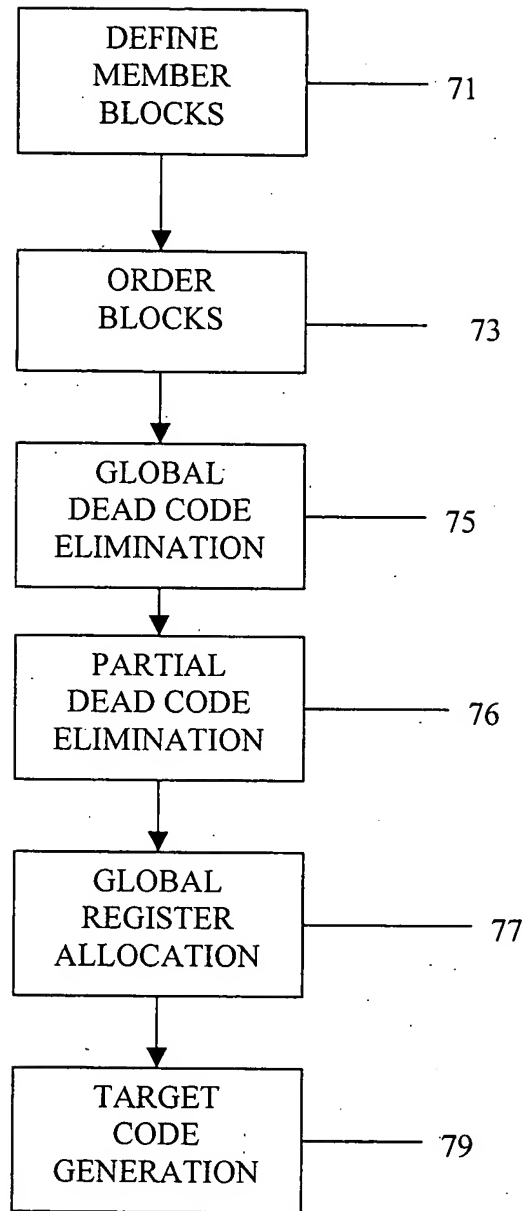 DEFINE
MEMBER
BLOCKS
71
ORDER
BLOCKS
73
GLOBAL
DEAD CODE
ELIMINATION
75
PARTIAL
DEAD CODE
ELIMINATION
76
GLOBAL
REGISTER
ALLOCATION
77
TARGET
CODE
GENERATION
79